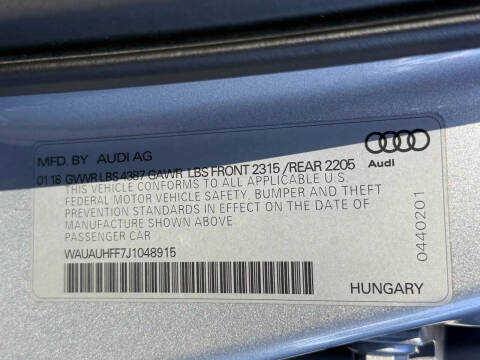 MFD. BY AUDI AG
01 18 GVWR LBS 4387 GAWR LBS FRONT 2315 /REAR 2205
THIS VEHICLE CONFORMS TO ALL APPLICABLE U.S.
FEDERAL MOTOR VEHICLE SAFETY, BUMPER AND THEFT
PREVENTION STANDARDS IN EFFECT ON THE DATE OF
MANUFACTURE SHOWN ABOVE
PASSENGER CAR
WAUAUHFF7J1048915
Audi
0440201
HUNGARY